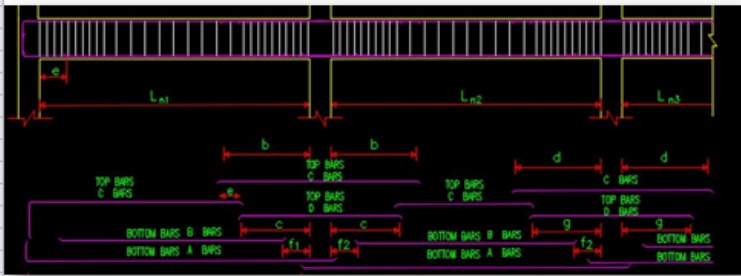 e
Ln1 Ln2 Ln3
b b
d d
TOP BARS
C BARS
C BARS
TOP BARS
C BARS
TOP BARS
C BARS
e
TOP BARS
D BARS
TOP BARS
D BARS
c c
g g
BOTTOM BARS B BARS
BOTTOM BARS B BARS
BOTTOM BARS
f1 f2 f2
BOTTOM BARS A BARS
BOTTOM BARS A BARS
BOTTOM BARS